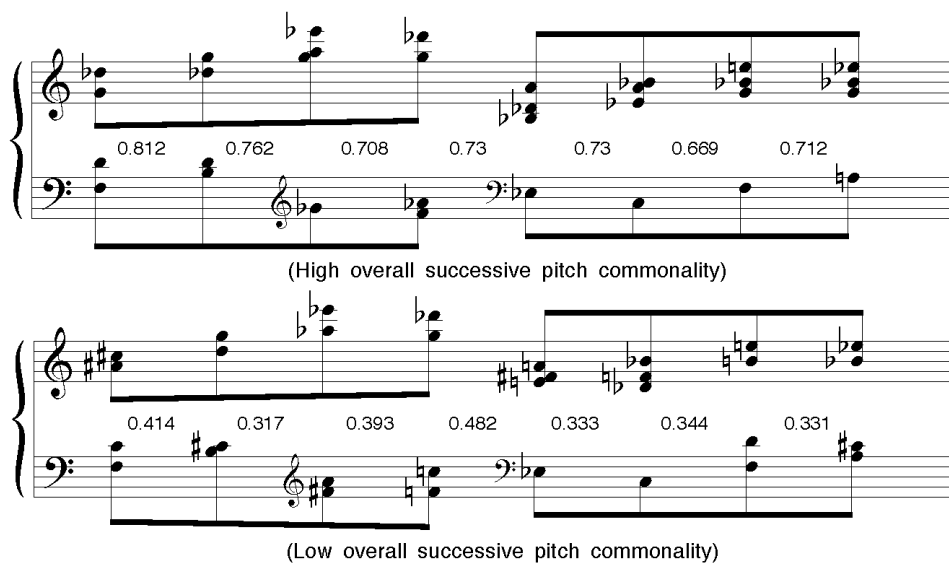 0.812 0.762 0.708 0.73 0.73 0.669 0.712
(High overall successive pitch commonality)
0.414 0.317 0.393 0.482 0.333 0.344 0.331
(Low overall successive pitch commonality)